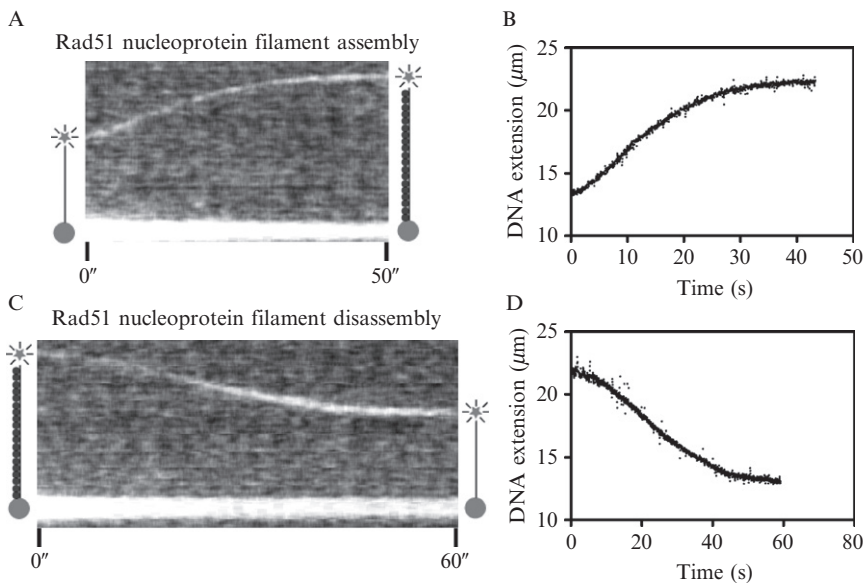 A
Rad51 nucleoprotein filament assembly
0″
50″
B
DNA extension (μm)
25
20
15
10
0 10 20 30 40 50
Time (s)
C
Rad51 nucleoprotein filament disassembly
0″
60″
D
DNA extension (μm)
25
20
15
10
0 20 40 60 80
Time (s)